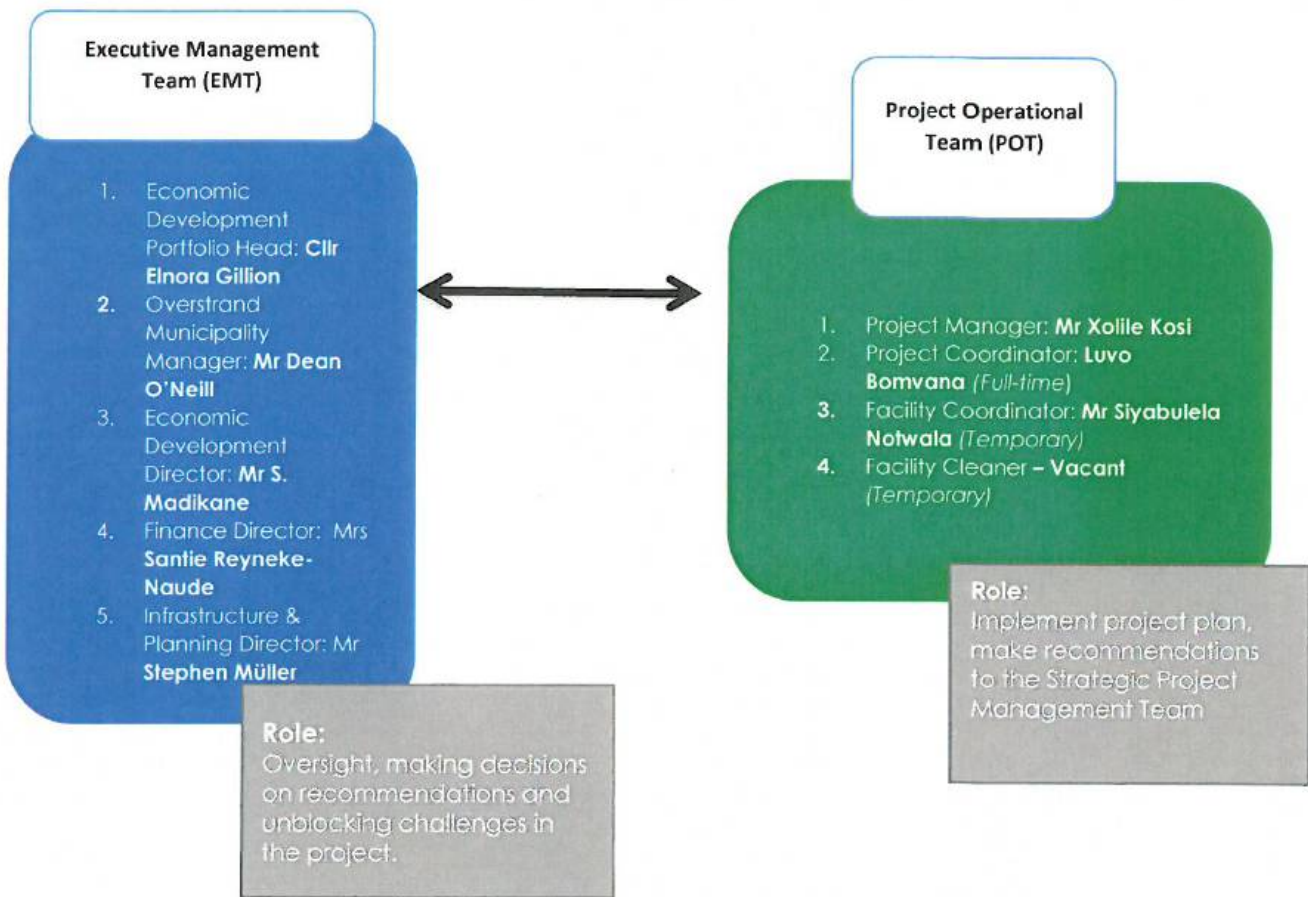 Executive Management
Team (EMT)
1. Economic
Development
Portfolio Head: Cllr
Elnora Gillion
2. Overstrand
Municipality
Manager: Mr Dean
O'Neill
3. Economic
Development
Director: Mr S.
Madikane
4. Finance Director: Mrs
Santie Reyneke-
Naude
5. Infrastructure &
Planning Director: Mr
Stephen Müller
Role:
Oversight, making decisions
on recommendations and
unblocking challenges in
the project.
Project Operational
Team (POT)
1. Project Manager: Mr Xolile Kosi
2. Project Coordinator: Luvo
Bomvana (Full-time)
3. Facility Coordinator: Mr Siyabulela
Notwala (Temporary)
4. Facility Cleaner – Vacant
(Temporary)
Role:
Implement project plan,
make recommendations
to the Strategic Project
Management Team